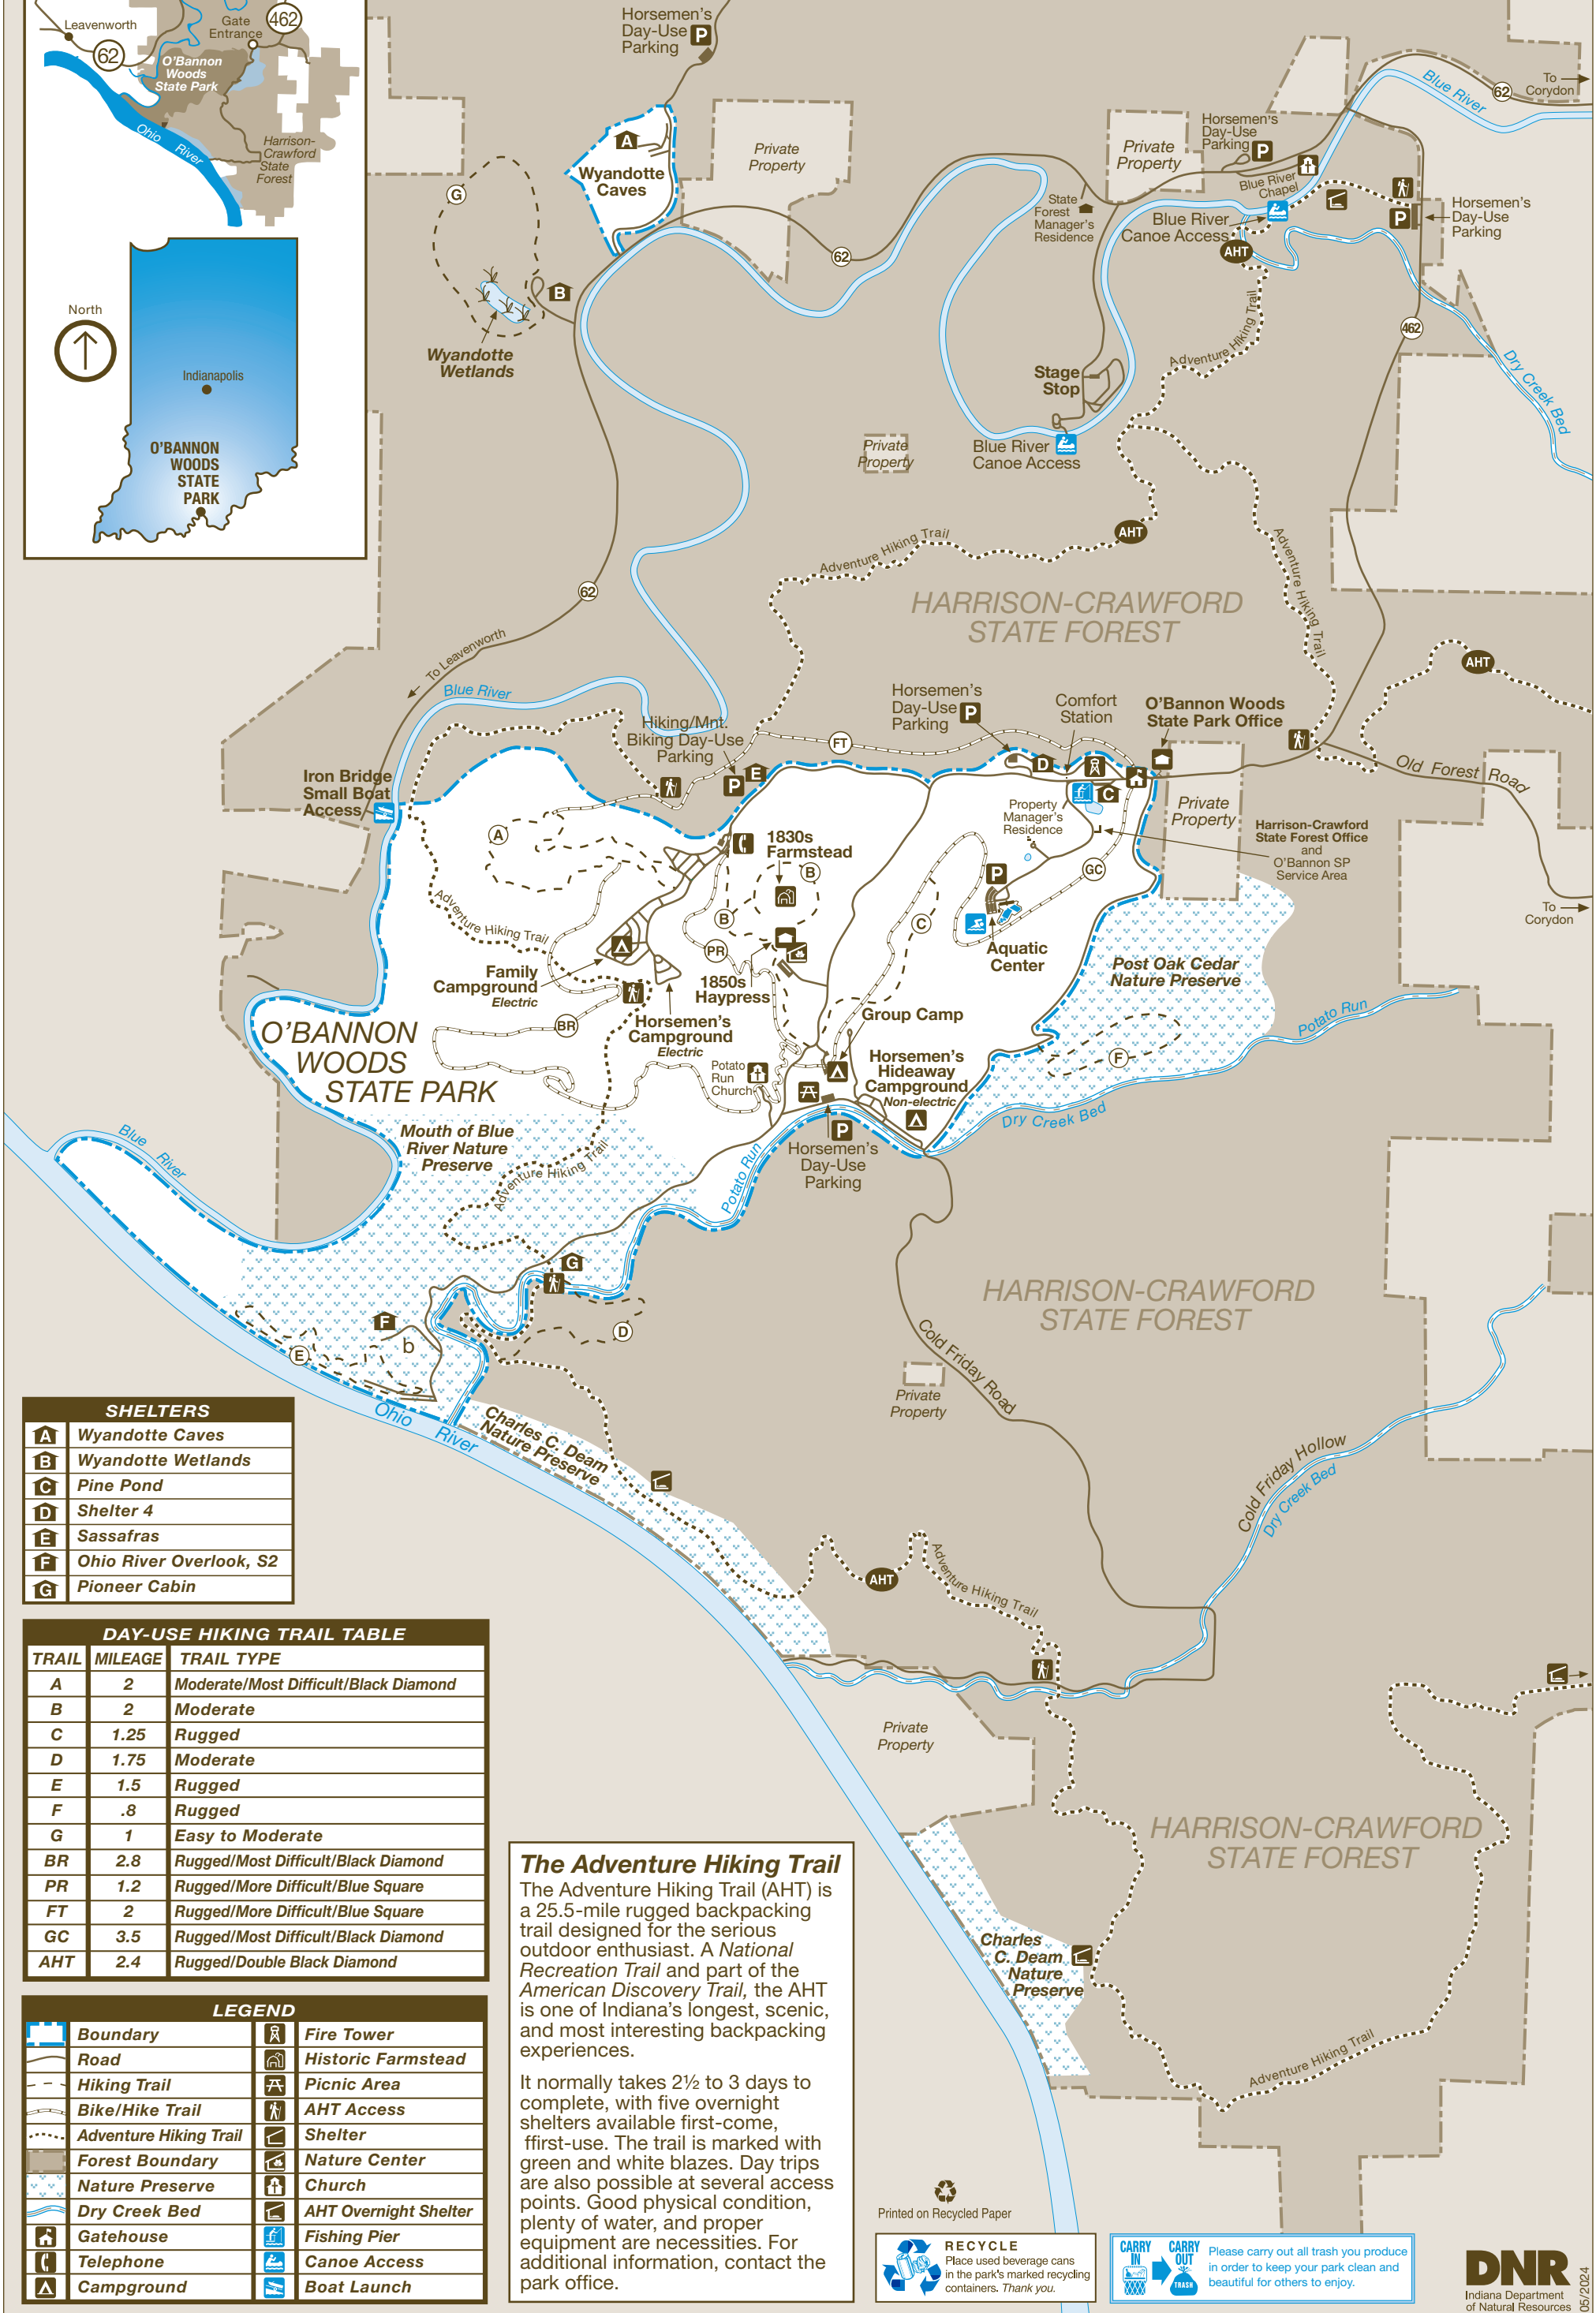 Leavenworth
62
Gate
Entrance
462
O'Bannon
Woods
State Park
Ohio River
Harrison-
Crawford
State
Forest
North
Indianapolis
O'BANNON
WOODS
STATE
PARK
Horsemen's
Day-Use
Parking
P
A
Wyandotte
Caves
Private
Property
G
B
Wyandotte
Wetlands
62
State
Forest
Manager's
Residence
Private
Property
Horsemen's
Day-Use
Parking
P
Blue River
Chapel
Blue River
Canoe Access
AHT
Blue River
62
To
Corydon
P
Horsemen's
Day-Use
Parking
462
Dry Creek Bed
Adventure Hiking Trail
Stage
Stop
Blue River
Canoe Access
Private
Property
AHT
Adventure Hiking Trail
Adventure Hiking Trail
HARRISON-CRAWFORD
STATE FOREST
62
To Leavenworth
Blue River
AHT
Hiking/Mnt.
Biking Day-Use
Parking
P
E
FT
Horsemen's
Day-Use
Parking
P
D
Comfort
Station
O'Bannon Woods
State Park Office
Old Forest Road
To
Corydon
Iron Bridge
Small Boat
Access
Private
Property
C
Property
Manager's
Residence
Harrison-Crawford
State Forest Office
and
O'Bannon SP
Service Area
A
1830s
Farmstead
B
B
P
GC
C
Aquatic
Center
Adventure Hiking Trail
PR
Family
Campground
Electric
1850s
Haypress
Post Oak Cedar
Nature Preserve
Potato Run
BR
Horsemen's
Campground
Electric
Group Camp
O'BANNON
WOODS
STATE PARK
Potato
Run
Church
Horsemen's
Hideaway
Campground
Non-electric
F
Dry Creek Bed
Mouth of Blue
River Nature
Preserve
Adventure Hiking Trail
Blue River
Potato Run
P
Horsemen's
Day-Use
Parking
G
D
F
b
E
Ohio River
HARRISON-CRAWFORD
STATE FOREST
Cold Friday Road
Private
Property
Charles C. Deam
Nature Preserve
Cold Friday Hollow
Dry Creek Bed
AHT
Adventure Hiking Trail
Private
Property
HARRISON-CRAWFORD
STATE FOREST
Charles
C. Deam
Nature
Preserve
Adventure Hiking Trail
SHELTERS
A Wyandotte Caves
B Wyandotte Wetlands
C Pine Pond
D Shelter 4
E Sassafras
F Ohio River Overlook, S2
G Pioneer Cabin
DAY-USE HIKING TRAIL TABLE
TRAIL MILEAGE TRAIL TYPE
A 2 Moderate/Most Difficult/Black Diamond
B 2 Moderate
C 1.25 Rugged
D 1.75 Moderate
E 1.5 Rugged
F .8 Rugged
G 1 Easy to Moderate
BR 2.8 Rugged/Most Difficult/Black Diamond
PR 1.2 Rugged/More Difficult/Blue Square
FT 2 Rugged/More Difficult/Blue Square
GC 3.5 Rugged/Most Difficult/Black Diamond
AHT 2.4 Rugged/Double Black Diamond
LEGEND
Boundary Fire Tower
Road Historic Farmstead
Hiking Trail Picnic Area
Bike/Hike Trail AHT Access
Adventure Hiking Trail Shelter
Forest Boundary Nature Center
Nature Preserve Church
Dry Creek Bed AHT Overnight Shelter
Gatehouse Fishing Pier
Telephone Canoe Access
Campground Boat Launch
The Adventure Hiking Trail
The Adventure Hiking Trail (AHT) is
a 25.5-mile rugged backpacking
trail designed for the serious
outdoor enthusiast. A National
Recreation Trail and part of the
American Discovery Trail, the AHT
is one of Indiana's longest, scenic,
and most interesting backpacking
experiences.
It normally takes 2½ to 3 days to
complete, with five overnight
shelters available first-come,
ffirst-use. The trail is marked with
green and white blazes. Day trips
are also possible at several access
points. Good physical condition,
plenty of water, and proper
equipment are necessities. For
additional information, contact the
park office.
Printed on Recycled Paper
RECYCLE
Place used beverage cans
in the park's marked recycling
containers. Thank you.
CARRY
IN
CARRY
OUT
TRASH
Please carry out all trash you produce
in order to keep your park clean and
beautiful for others to enjoy.
DNR
Indiana Department
of Natural Resources
05/2024